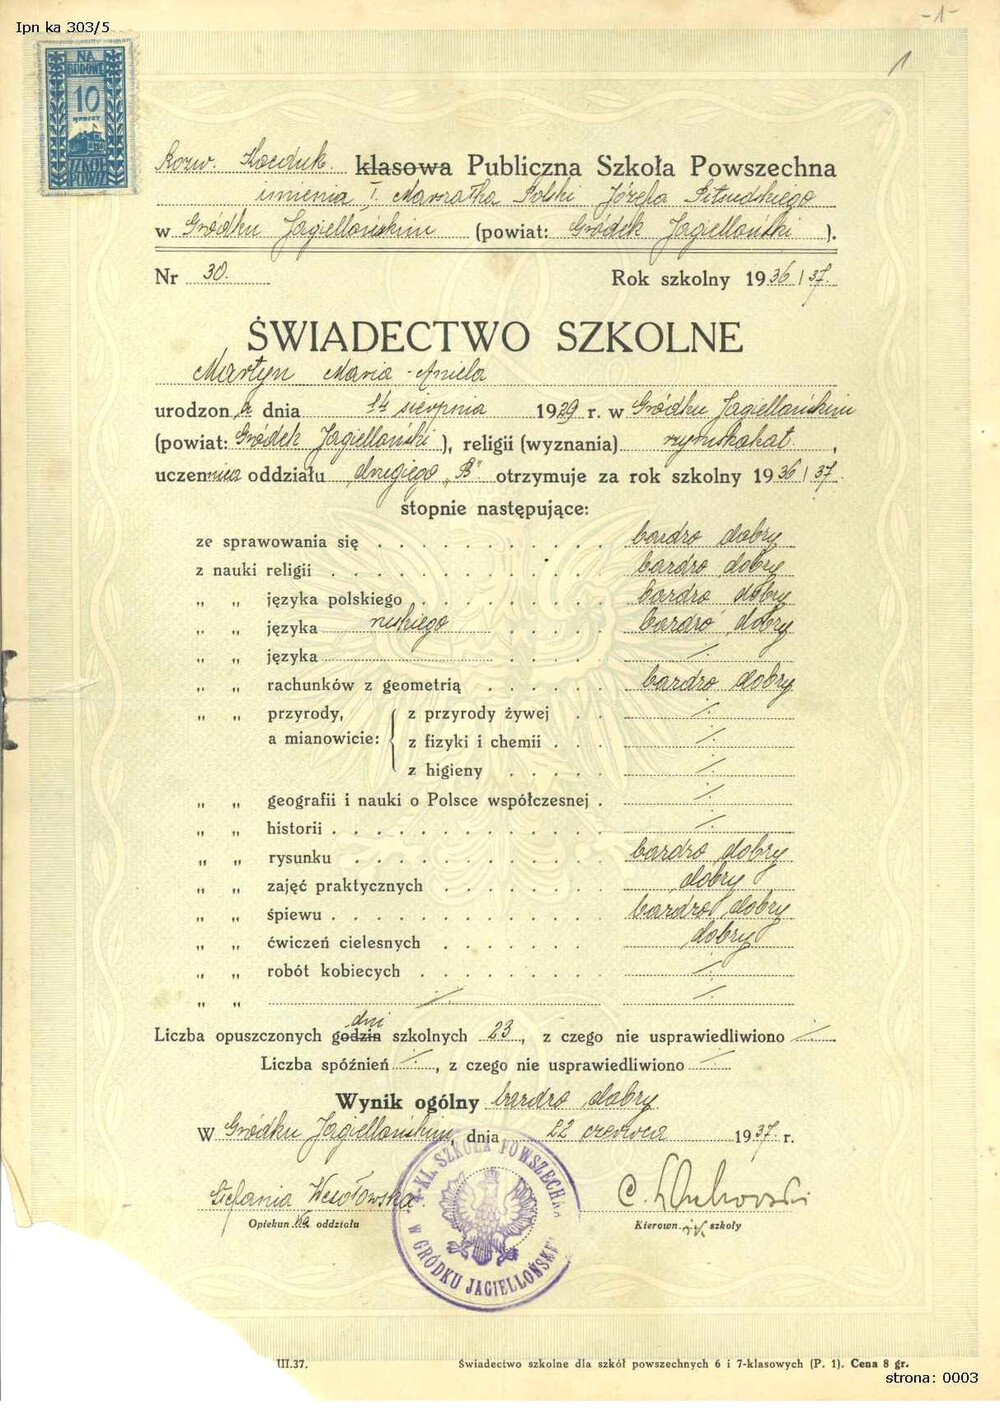 Ipn ka 303/5
-1-
1
NA
BUDOWĘ
10
GROSZY
SZKÓŁ
POWSZ
klasowa Publiczna Szkoła Powszechna
imienia I Marszałka Polski Józefa Piłsudskiego
w Gródku Jagiellońskim (powiat: Gródek Jagielloński ).
Nr 30. Rok szkolny 1936/37.
ŚWIADECTWO SZKOLNE
Martyn Maria-Aniela
urodzona dnia 14 sierpnia 1929 r. w Gródku Jagiellońskim
(powiat: Gródek Jagielloński ), religii (wyznania) rzymskokat. ,
uczennica oddziału drugiego „B" otrzymuje za rok szkolny 1936/37.
stopnie następujące:
ze sprawowania się bardzo dobry
z nauki religii bardzo dobry
„ „ języka polskiego bardzo dobry
„ „ języka ruskiego bardzo dobry
„ „ języka
„ „ rachunków z geometrią bardzo dobry
„ „ przyrody, z przyrody żywej
a mianowicie: z fizyki i chemii
z higieny
„ „ geografii i nauki o Polsce współczesnej
„ „ historii
„ „ rysunku bardzo dobry
„ „ zajęć praktycznych dobry
„ „ śpiewu bardzo dobry
„ „ ćwiczeń cielesnych dobry
„ „ robót kobiecych
„ „
dni
Liczba opuszczonych godzin szkolnych 23, z czego nie usprawiedliwiono
Liczba spóźnień, z czego nie usprawiedliwiono
Wynik ogólny bardzo dobry
W Gródku Jagiellońskim, dnia 22 czerwca 1937. r.
Stefania Wesołowska
Opiekunka oddziału
Kierown.ik szkoły
KL. SZKOŁA POWSZECHNA
W GRÓDKU JAGIELLOŃSKIM
III.37.
Świadectwo szkolne dla szkół powszechnych 6 i 7-klasowych (P. 1). Cena 8 gr.
strona: 0003